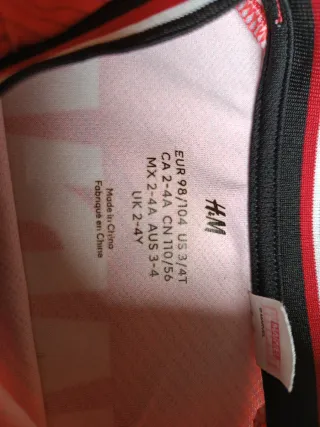 H&M
EUR 98/104 US 3/4T
CA 2-4A CN 110/56
MX 2-4A AUS 3-4
UK 2-4Y
Made in China
Fabriqué en Chine